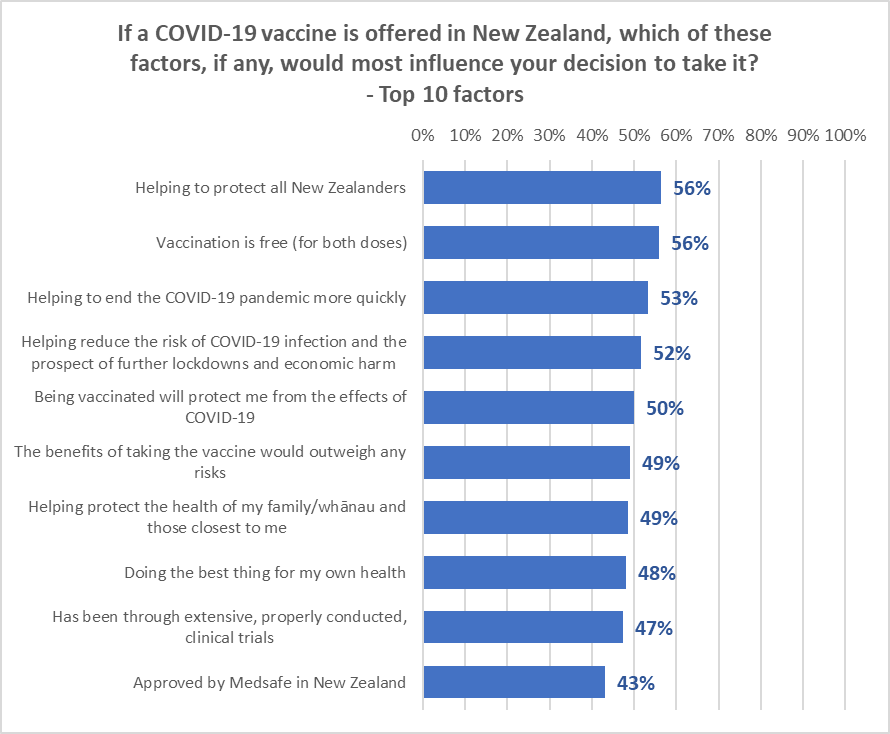 If a COVID-19 vaccine is offered in New Zealand, which of these
factors, if any, would most influence your decision to take it?
- Top 10 factors
0% 10% 20% 30% 40% 50% 60% 70% 80% 90% 100%
Helping to protect all New Zealanders 56%
Vaccination is free (for both doses) 56%
Helping to end the COVID-19 pandemic more quickly 53%
Helping reduce the risk of COVID-19 infection and the
prospect of further lockdowns and economic harm 52%
Being vaccinated will protect me from the effects of
COVID-19 50%
The benefits of taking the vaccine would outweigh any
risks 49%
Helping protect the health of my family/whānau and
those closest to me 49%
Doing the best thing for my own health 48%
Has been through extensive, properly conducted,
clinical trials 47%
Approved by Medsafe in New Zealand 43%